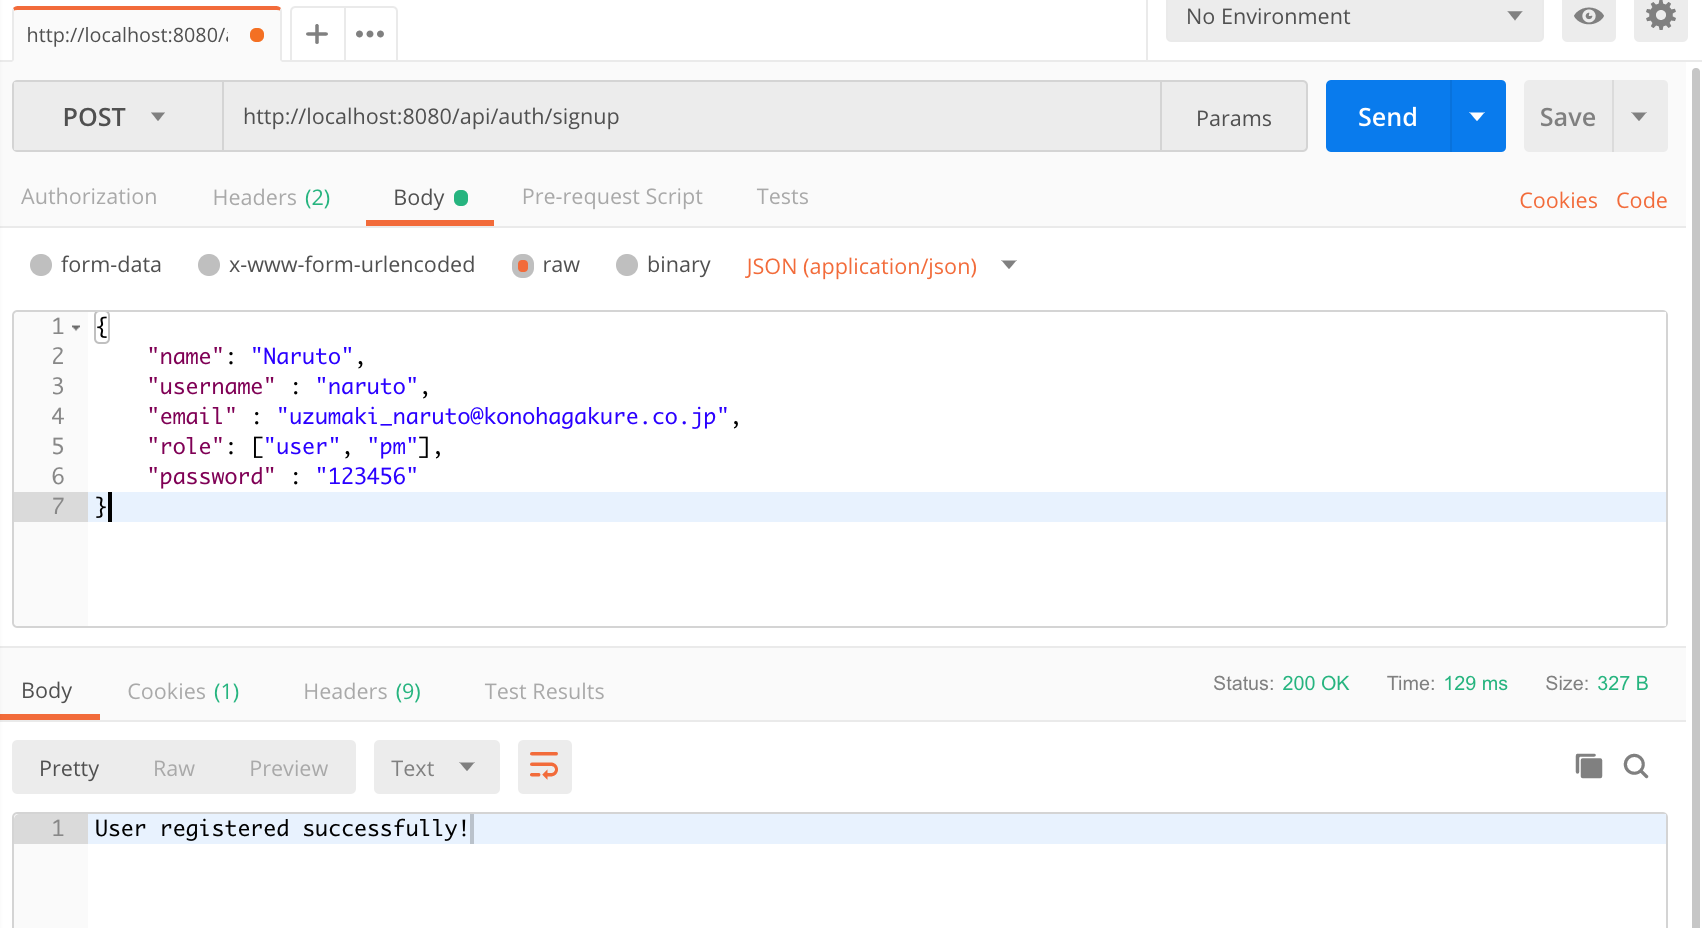 http://localhost:8080/
No Environment
POST
http://localhost:8080/api/auth/signup
Params
Send
Save
Authorization
Headers (2)
Body
Pre-request Script
Tests
Cookies
Code
form-data
x-www-form-urlencoded
raw
binary
JSON (application/json)
1 {
2 "name": "Naruto",
3 "username" : "naruto",
4 "email" : "uzumaki_naruto@konohagakure.co.jp",
5 "role": ["user", "pm"],
6 "password" : "123456"
7 }
Body
Cookies (1)
Headers (9)
Test Results
Status: 200 OK
Time: 129 ms
Size: 327 B
Pretty
Raw
Preview
Text
1 User registered successfully!